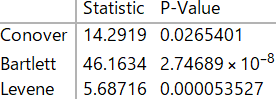 Statistic P-Value
Conover 14.2919 0.0265401
Bartlett 46.1634 2.74689 × 10⁻⁸
Levene 5.68716 0.000053527